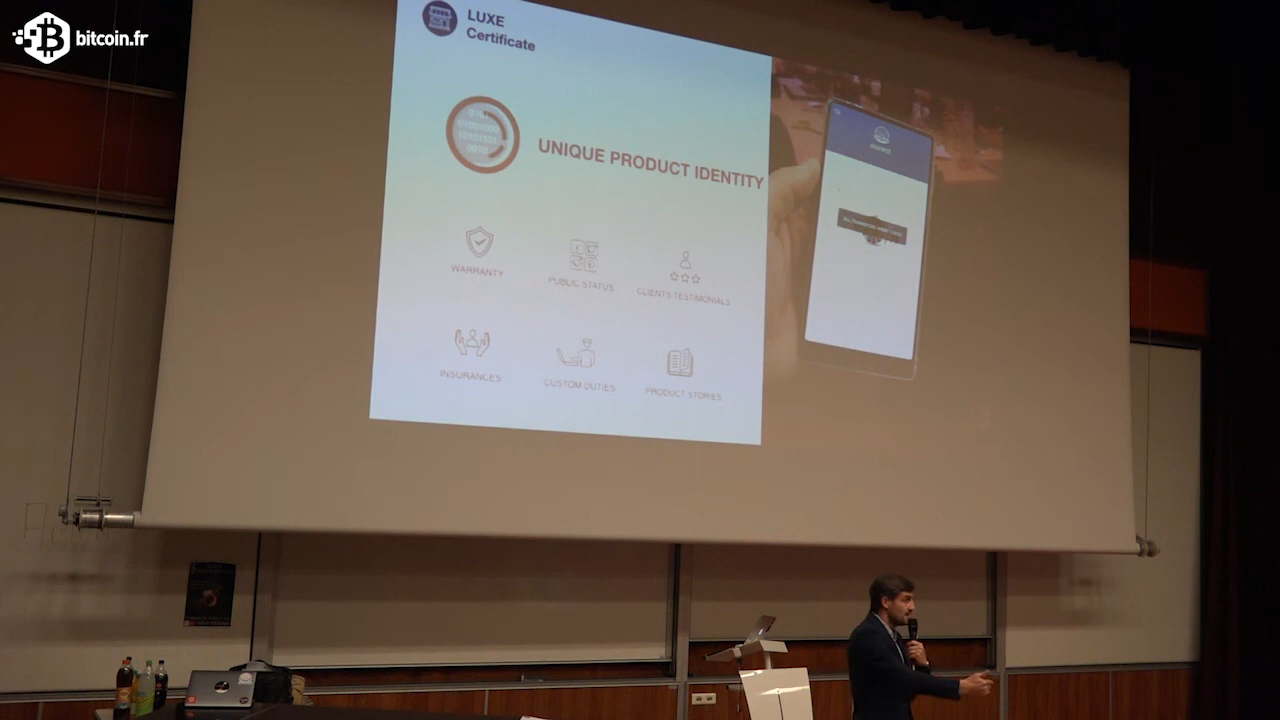 bitcoin.fr
LUXE
Certificate
UNIQUE PRODUCT IDENTITY
WARRANTY
PUBLIC STATUS
CLIENTS TESTIMONIALS
INSURANCES
CUSTOM DUTIES
PRODUCT STORIES